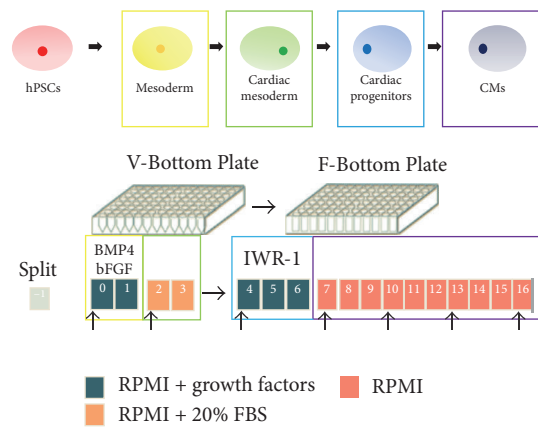 hPSCs
Mesoderm
Cardiac
mesoderm
Cardiac
progenitors
CMs
V-Bottom Plate
F-Bottom Plate
Split
BMP4
bFGF
IWR-1
−1 0 1 2 3 4 5 6 7 8 9 10 11 12 13 14 15 16
RPMI + growth factors
RPMI
RPMI + 20% FBS